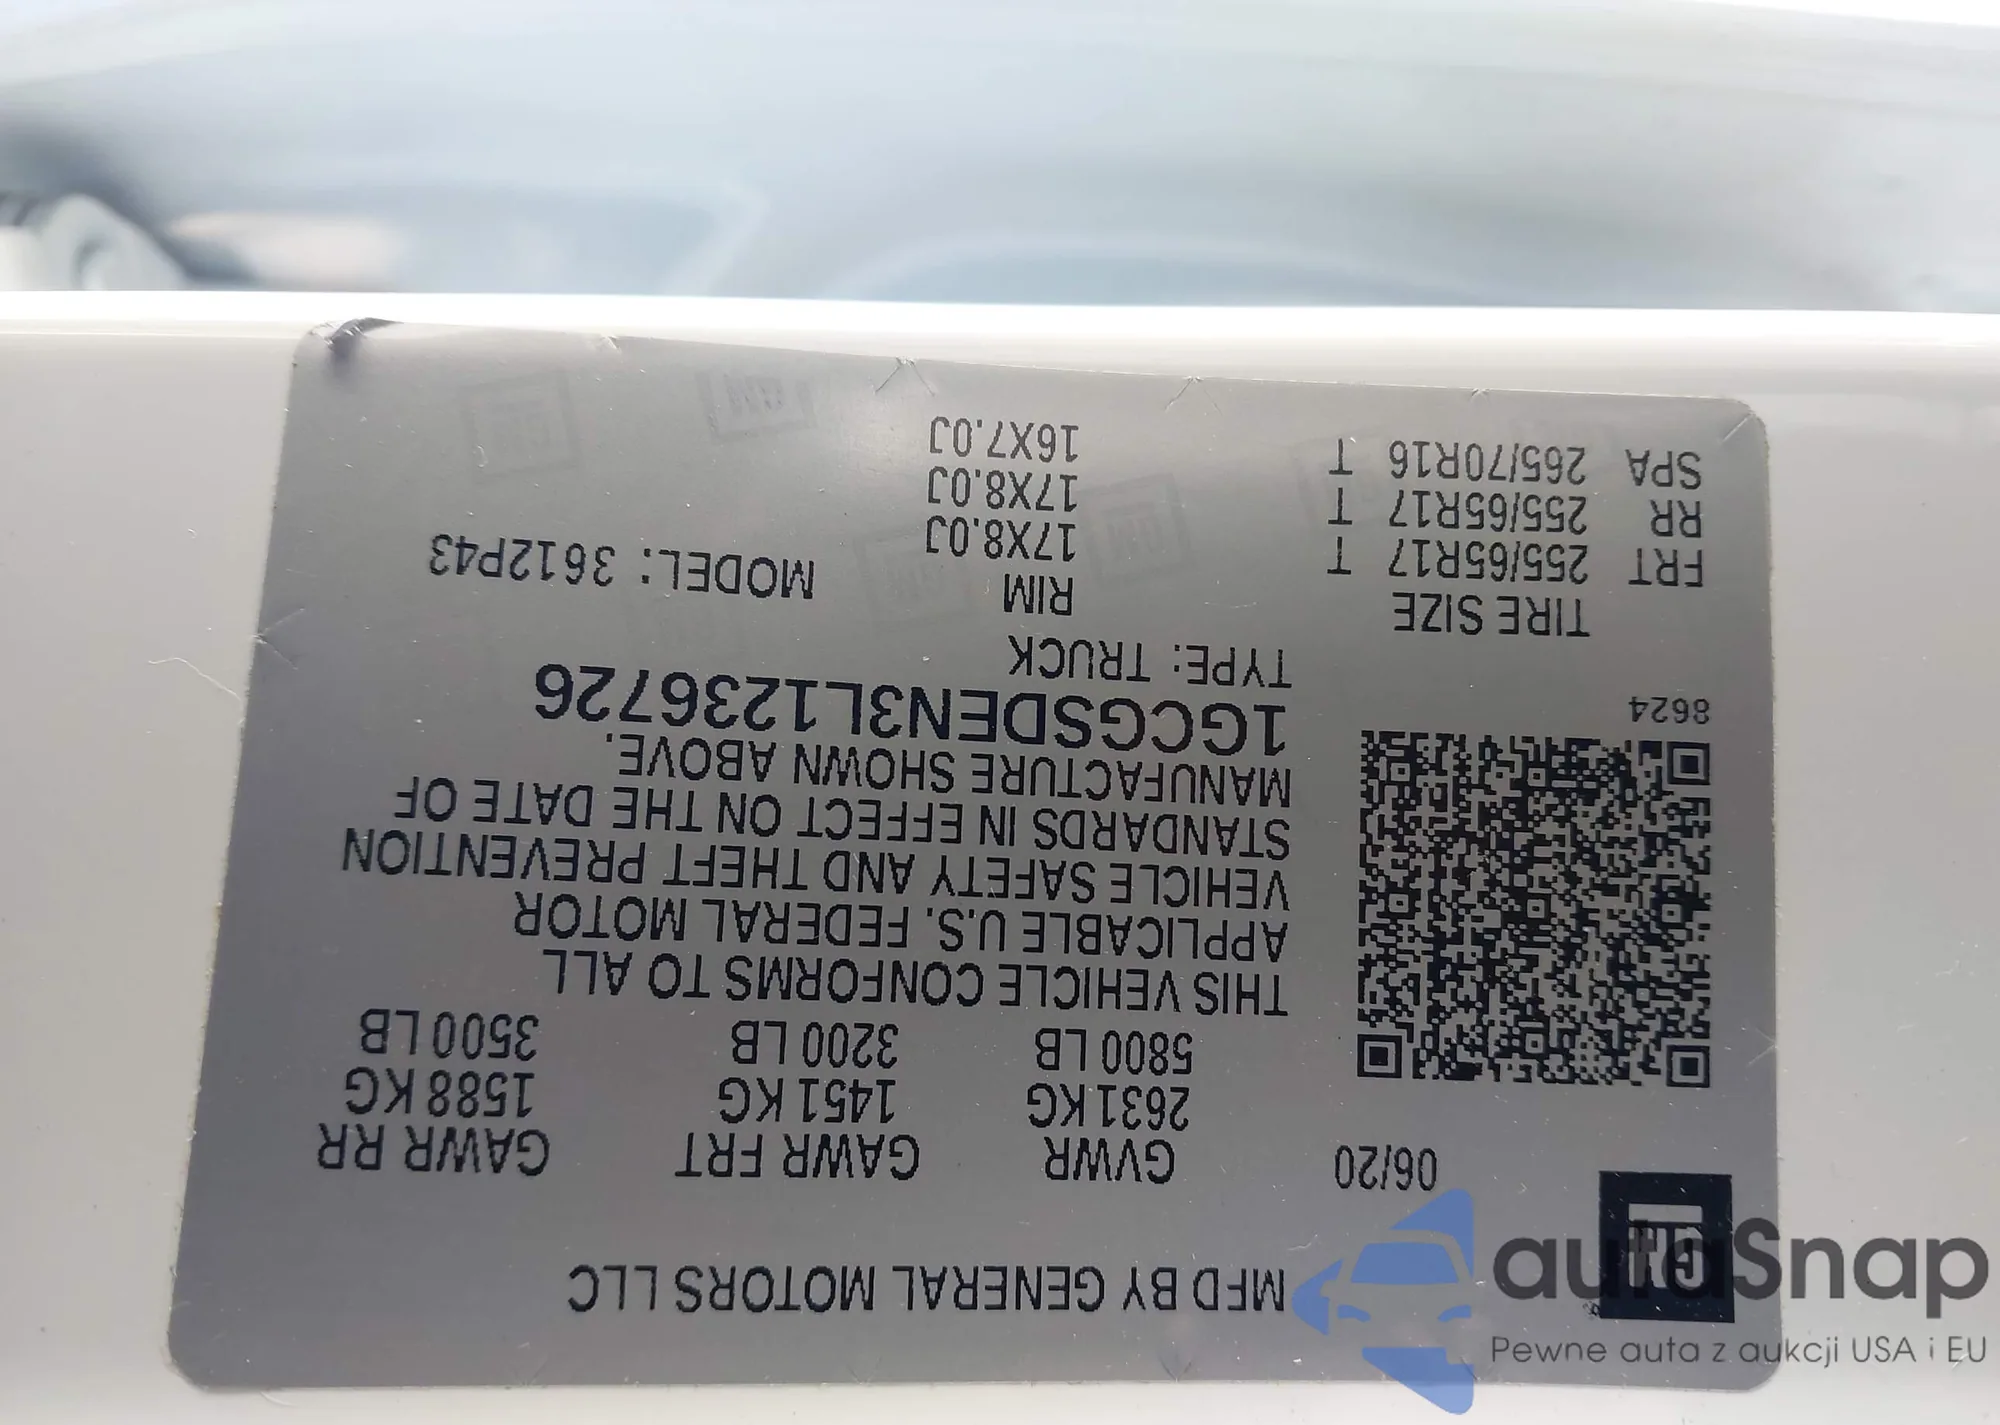 GM
MFD BY GENERAL MOTORS LLC
06/20
GVWR GAWR FRT GAWR RR
2631 KG 1451 KG 1588 KG
5800 LB 3200 LB 3500 LB
THIS VEHICLE CONFORMS TO ALL
APPLICABLE U.S. FEDERAL MOTOR
VEHICLE SAFETY AND THEFT PREVENTION
STANDARDS IN EFFECT ON THE DATE OF
MANUFACTURE SHOWN ABOVE.
1GCGSDEN3L1236726
8624
TYPE: TRUCK
TIRE SIZE RIM MODEL: 3612P43
FRT 255/65R17 T 17X8.0J
RR 255/65R17 T 17X8.0J
SPA 265/70R16 T 16X7.0J
autaSnap
Pewne auta z aukcji USA i EU